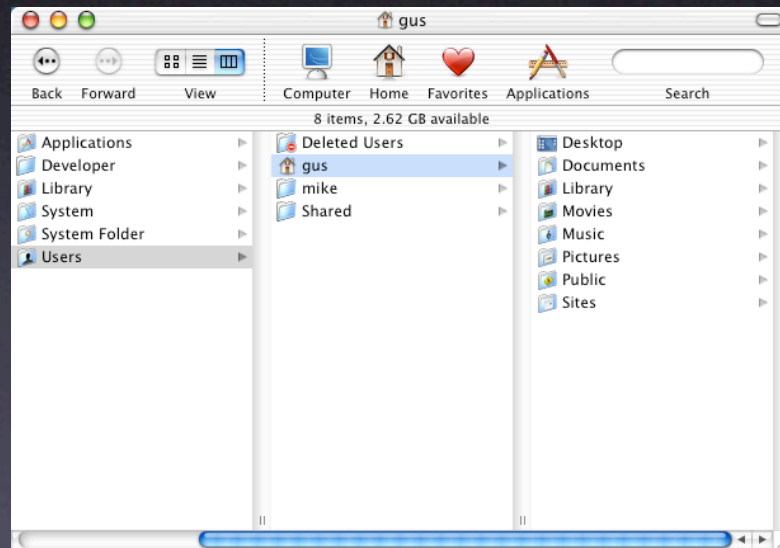 gus
Back Forward View Computer Home Favorites Applications Search
8 items, 2.62 GB available
Applications
Developer
Library
System
System Folder
Users
Deleted Users
gus
mike
Shared
Desktop
Documents
Library
Movies
Music
Pictures
Public
Sites